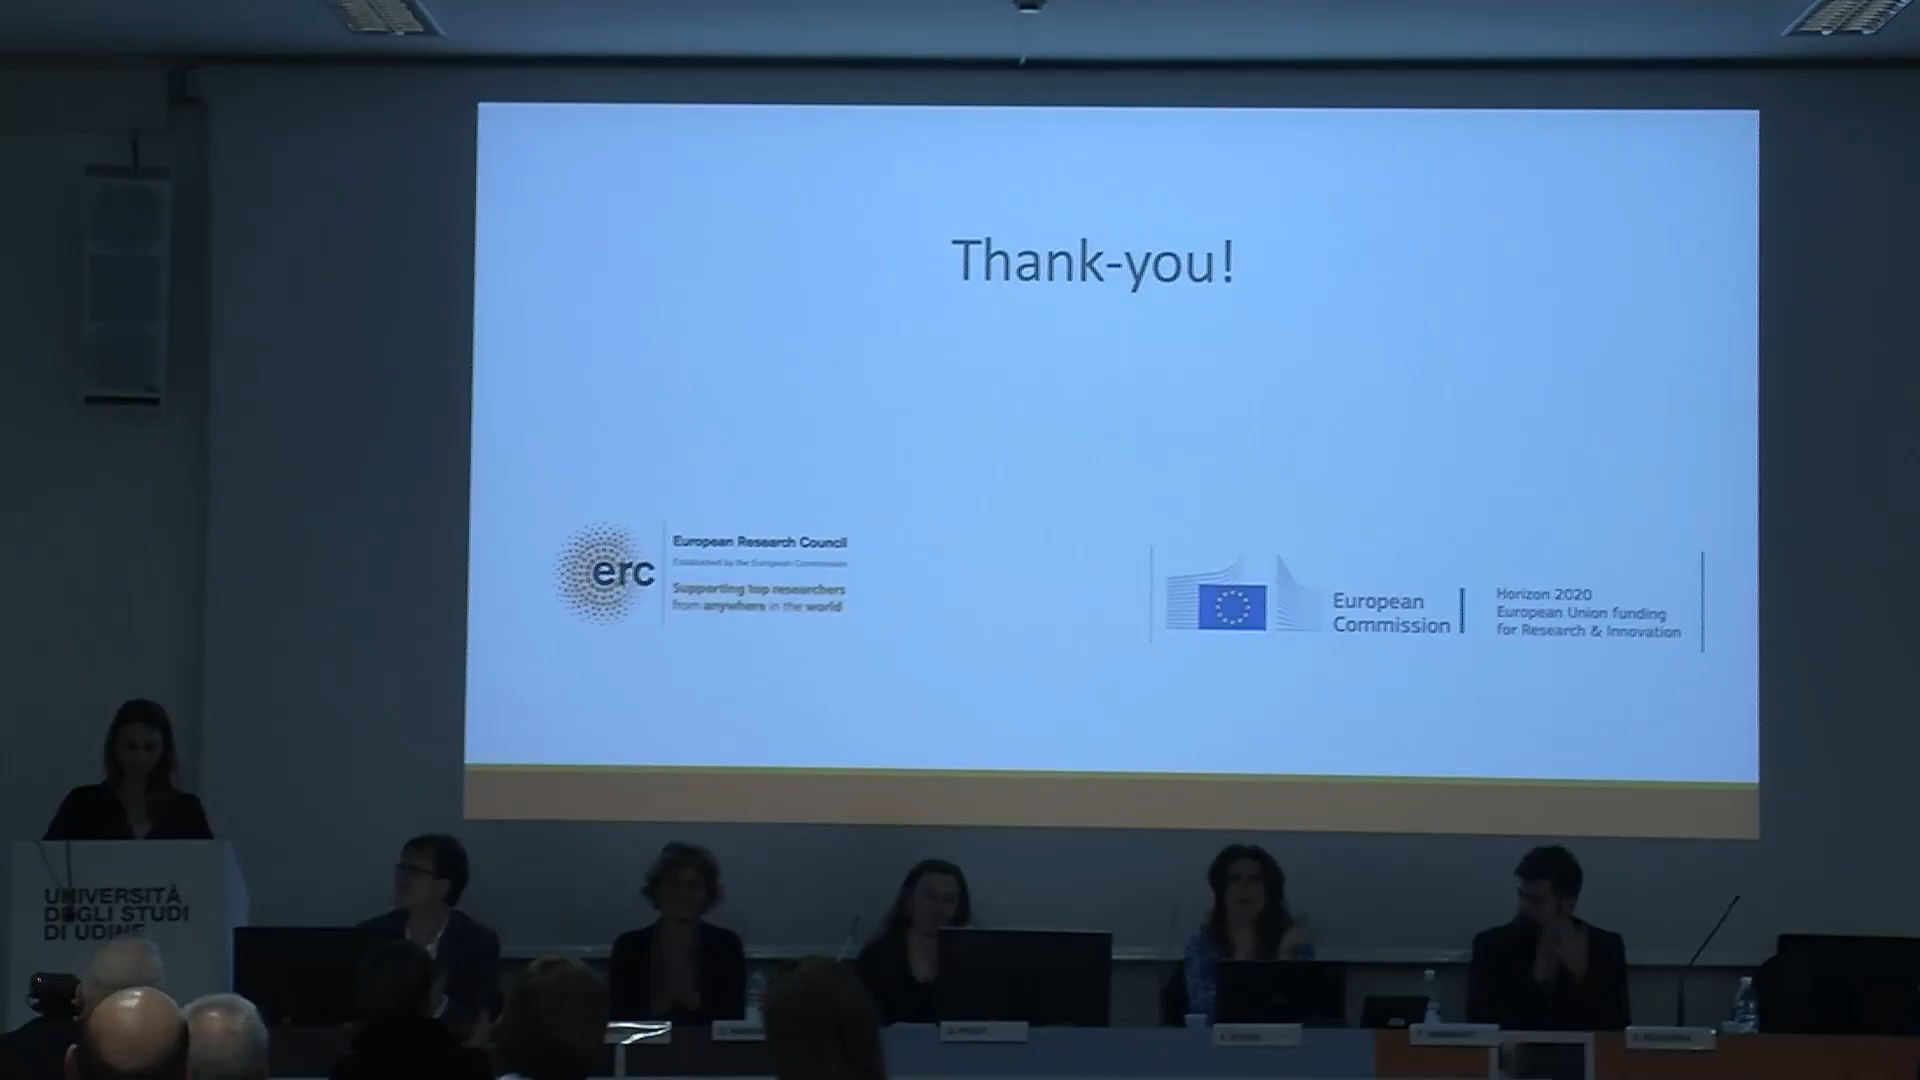 Thank-you!
erc
European Research Council
Established by the European Commission
Supporting top researchers
from anywhere in the world
European
Commission
Horizon 2020
European Union funding
for Research & Innovation
UNIVERSITÀ
DEGLI STUDI
DI UDINE